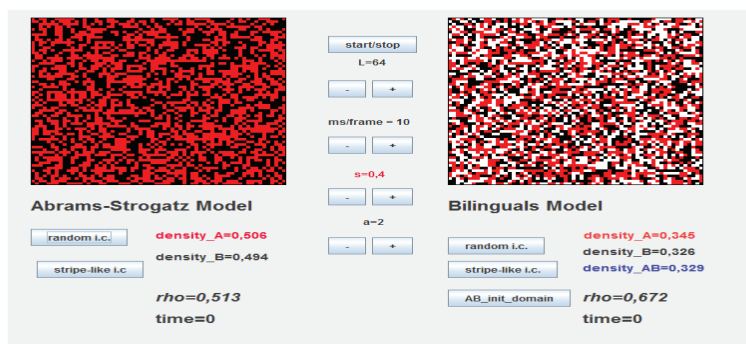 start/stop
L=64
- +
ms/frame = 10
- +
s=0,4
- +
a=2
- +
Abrams-Strogatz Model
random i.c.
density_A=0,506
density_B=0,494
stripe-like i.c
rho=0,513
time=0
Bilinguals Model
density_A=0,345
random i.c.
density_B=0,326
stripe-like i.c.
density_AB=0,329
AB_init_domain
rho=0,672
time=0